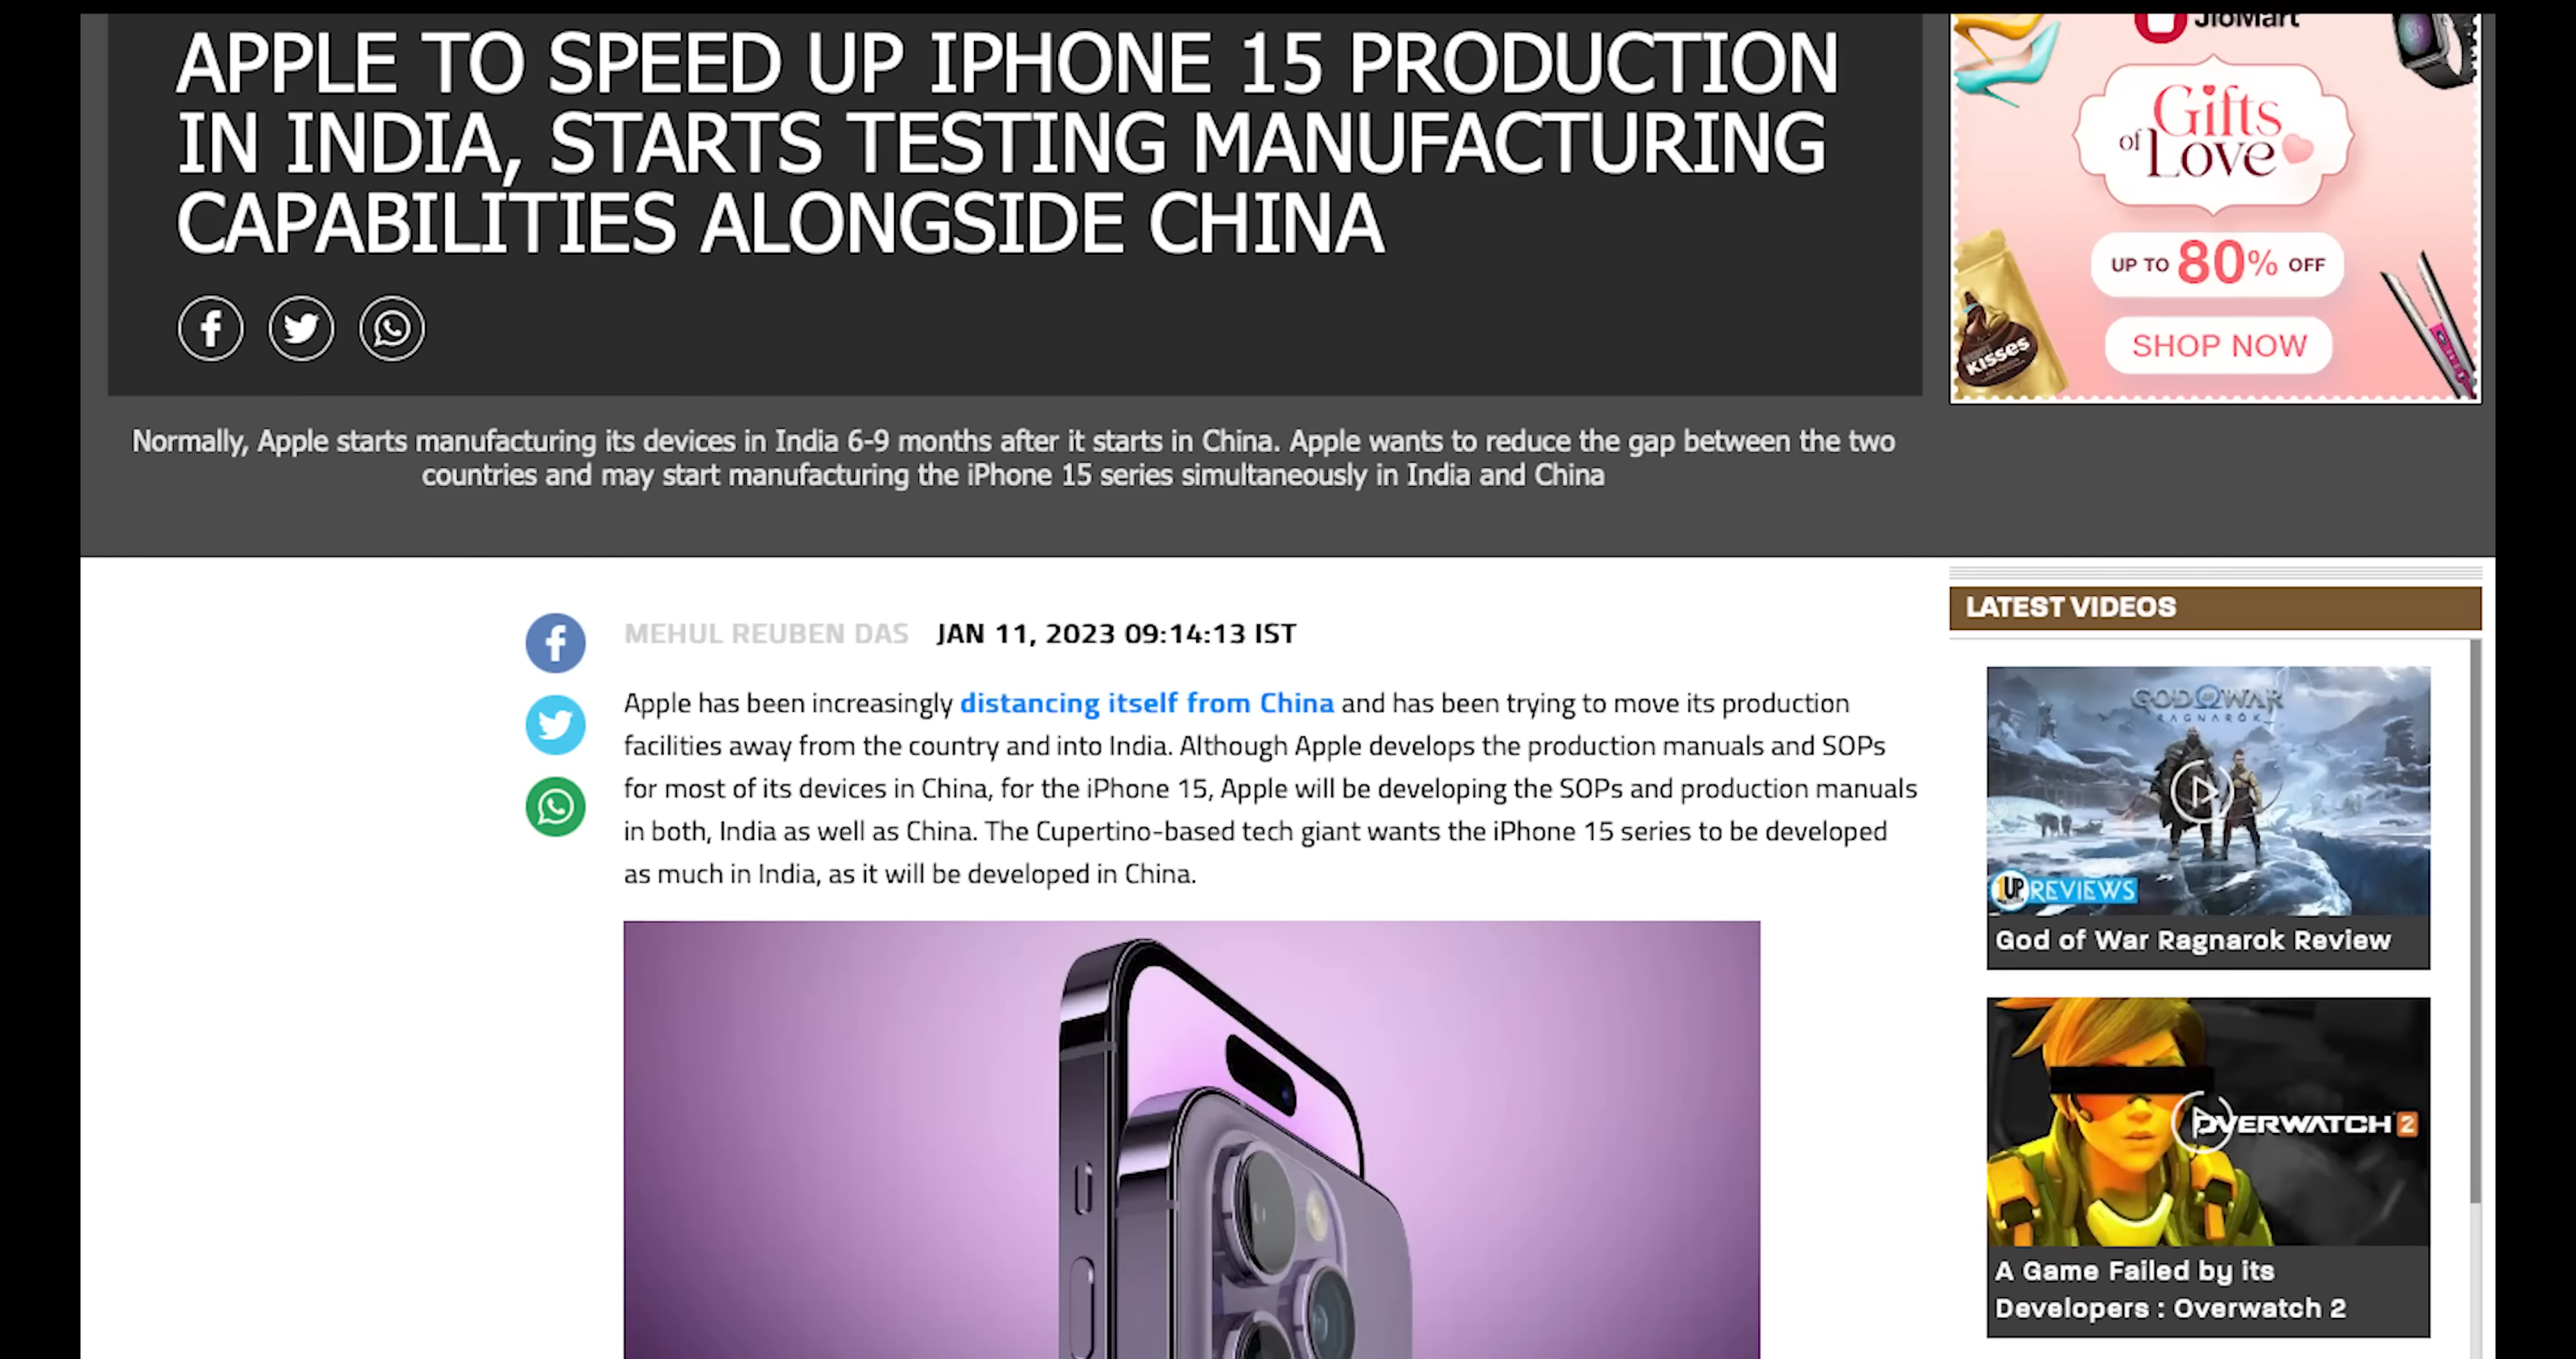 APPLE TO SPEED UP IPHONE 15 PRODUCTION
IN INDIA, STARTS TESTING MANUFACTURING
CAPABILITIES ALONGSIDE CHINA
Normally, Apple starts manufacturing its devices in India 6-9 months after it starts in China. Apple wants to reduce the gap between the two
countries and may start manufacturing the iPhone 15 series simultaneously in India and China
MEHUL REUBEN DAS JAN 11, 2023 09:14:13 IST
Apple has been increasingly distancing itself from China and has been trying to move its production
facilities away from the country and into India. Although Apple develops the production manuals and SOPs
for most of its devices in China, for the iPhone 15, Apple will be developing the SOPs and production manuals
in both, India as well as China. The Cupertino-based tech giant wants the iPhone 15 series to be developed
as much in India, as it will be developed in China.
JioMart
Gifts
of Love
UP TO 80% OFF
SHOP NOW
KISSES
LATEST VIDEOS
GOD OF WAR
RAGNARÖK
1UP REVIEWS
God of War Ragnarok Review
OVERWATCH 2
A Game Failed by its
Developers : Overwatch 2